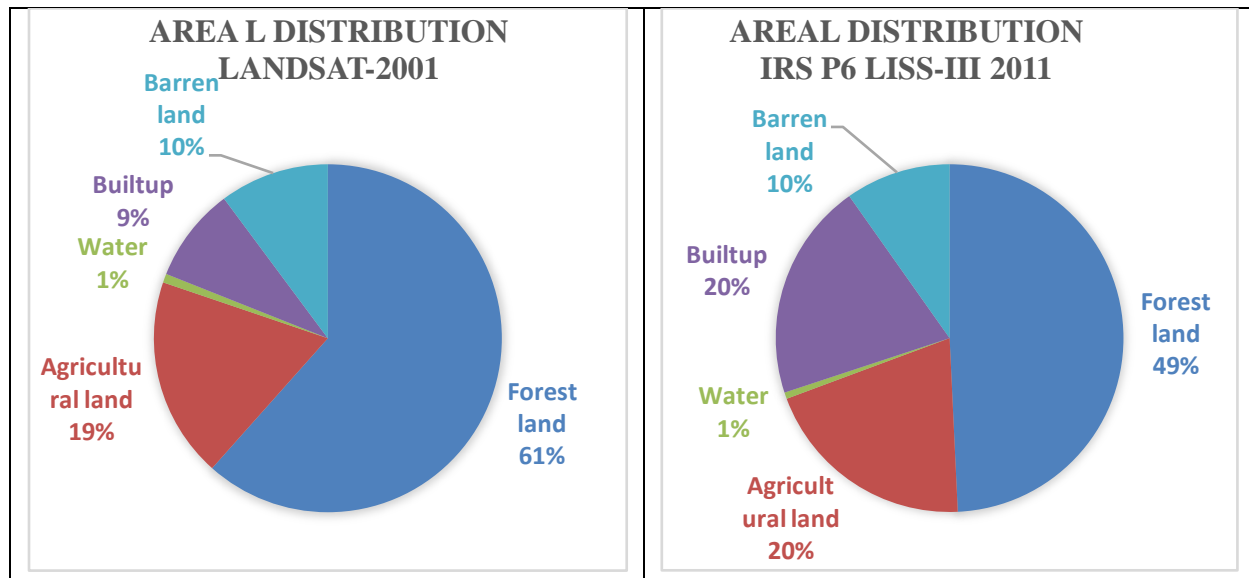 AREA L DISTRIBUTION
LANDSAT-2001
Barren
land
10%
Builtup
9%
Water
1%
Agricultu
ral land
19%
Forest
land
61%
AREAL DISTRIBUTION
IRS P6 LISS-III 2011
Barren
land
10%
Builtup
20%
Water
1%
Agricult
ural land
20%
Forest
land
49%